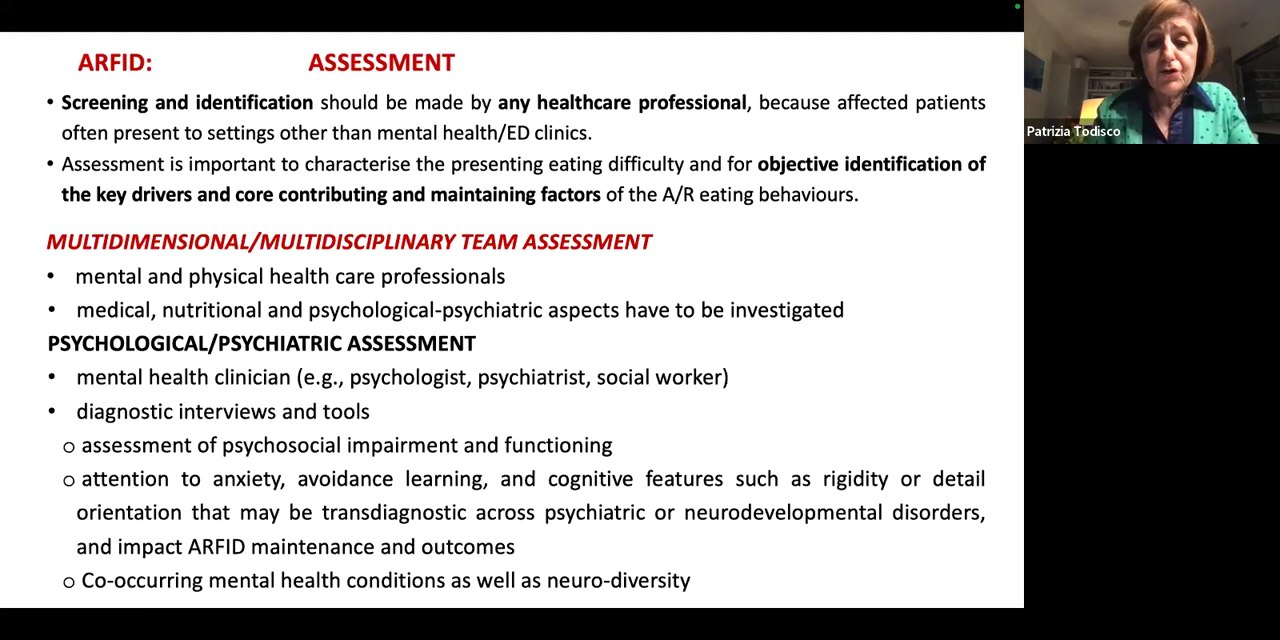 ARFID: ASSESSMENT
• Screening and identification should be made by any healthcare professional, because affected patients
often present to settings other than mental health/ED clinics.
• Assessment is important to characterise the presenting eating difficulty and for objective identification of
the key drivers and core contributing and maintaining factors of the A/R eating behaviours.
MULTIDIMENSIONAL/MULTIDISCIPLINARY TEAM ASSESSMENT
• mental and physical health care professionals
• medical, nutritional and psychological-psychiatric aspects have to be investigated
PSYCHOLOGICAL/PSYCHIATRIC ASSESSMENT
• mental health clinician (e.g., psychologist, psychiatrist, social worker)
• diagnostic interviews and tools
o assessment of psychosocial impairment and functioning
o attention to anxiety, avoidance learning, and cognitive features such as rigidity or detail
orientation that may be transdiagnostic across psychiatric or neurodevelopmental disorders,
and impact ARFID maintenance and outcomes
o Co-occurring mental health conditions as well as neuro-diversity
Patrizia Todisco